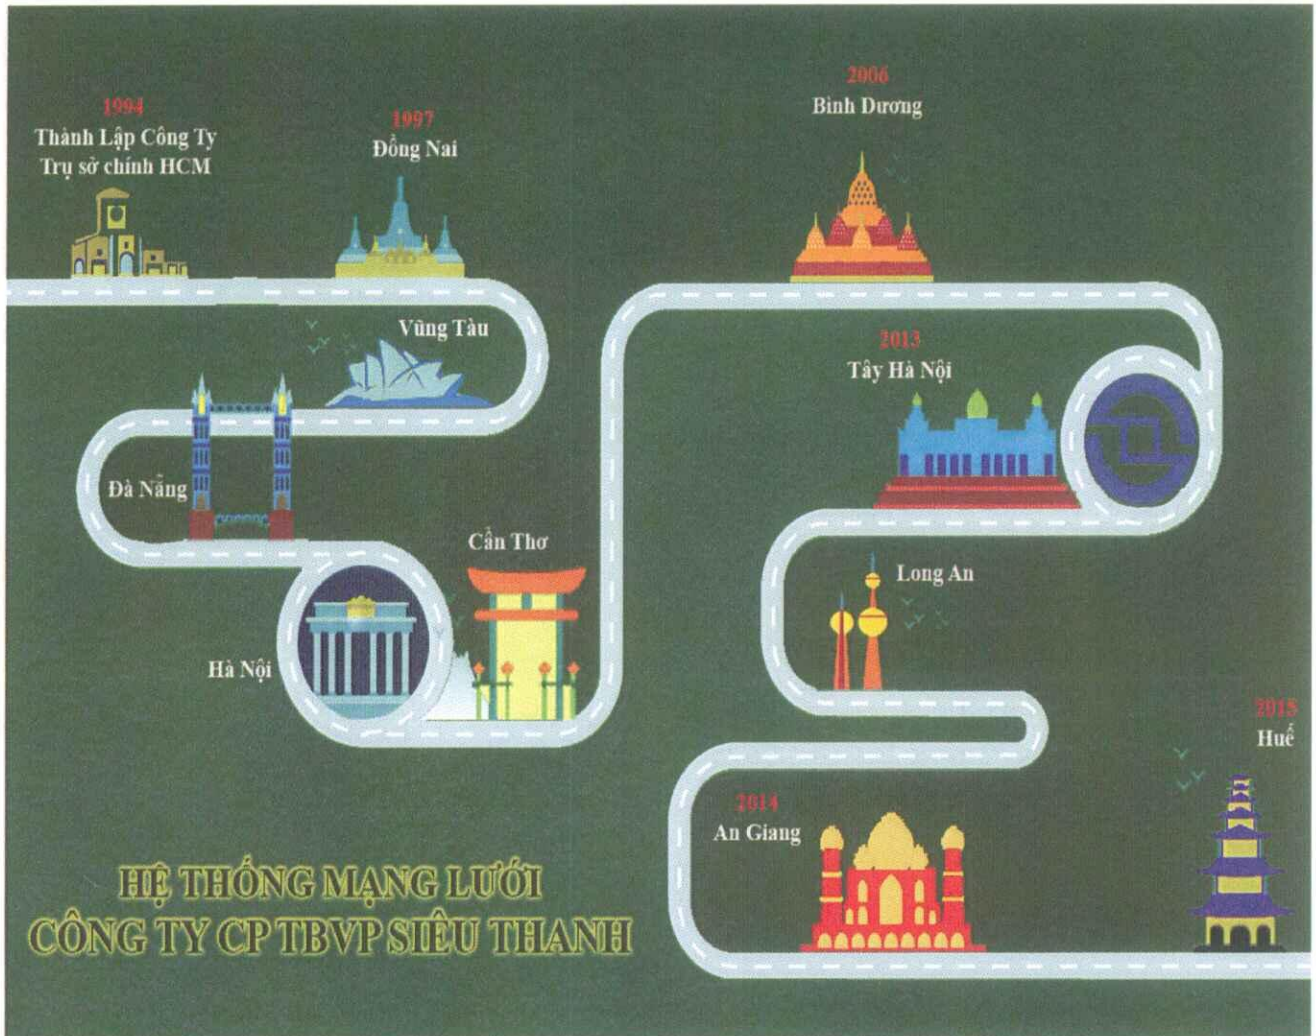 1994
Thành Lập Công Ty
Trụ sở chính HCM
1997
Đồng Nai
Vũng Tàu
Đà Nẵng
Hà Nội
Cần Thơ
2006
Bình Dương
2013
Tây Hà Nội
Long An
2014
An Giang
2015
Huế
HỆ THỐNG MẠNG LƯỚI
CÔNG TY CP TBVP SIÊU THANH